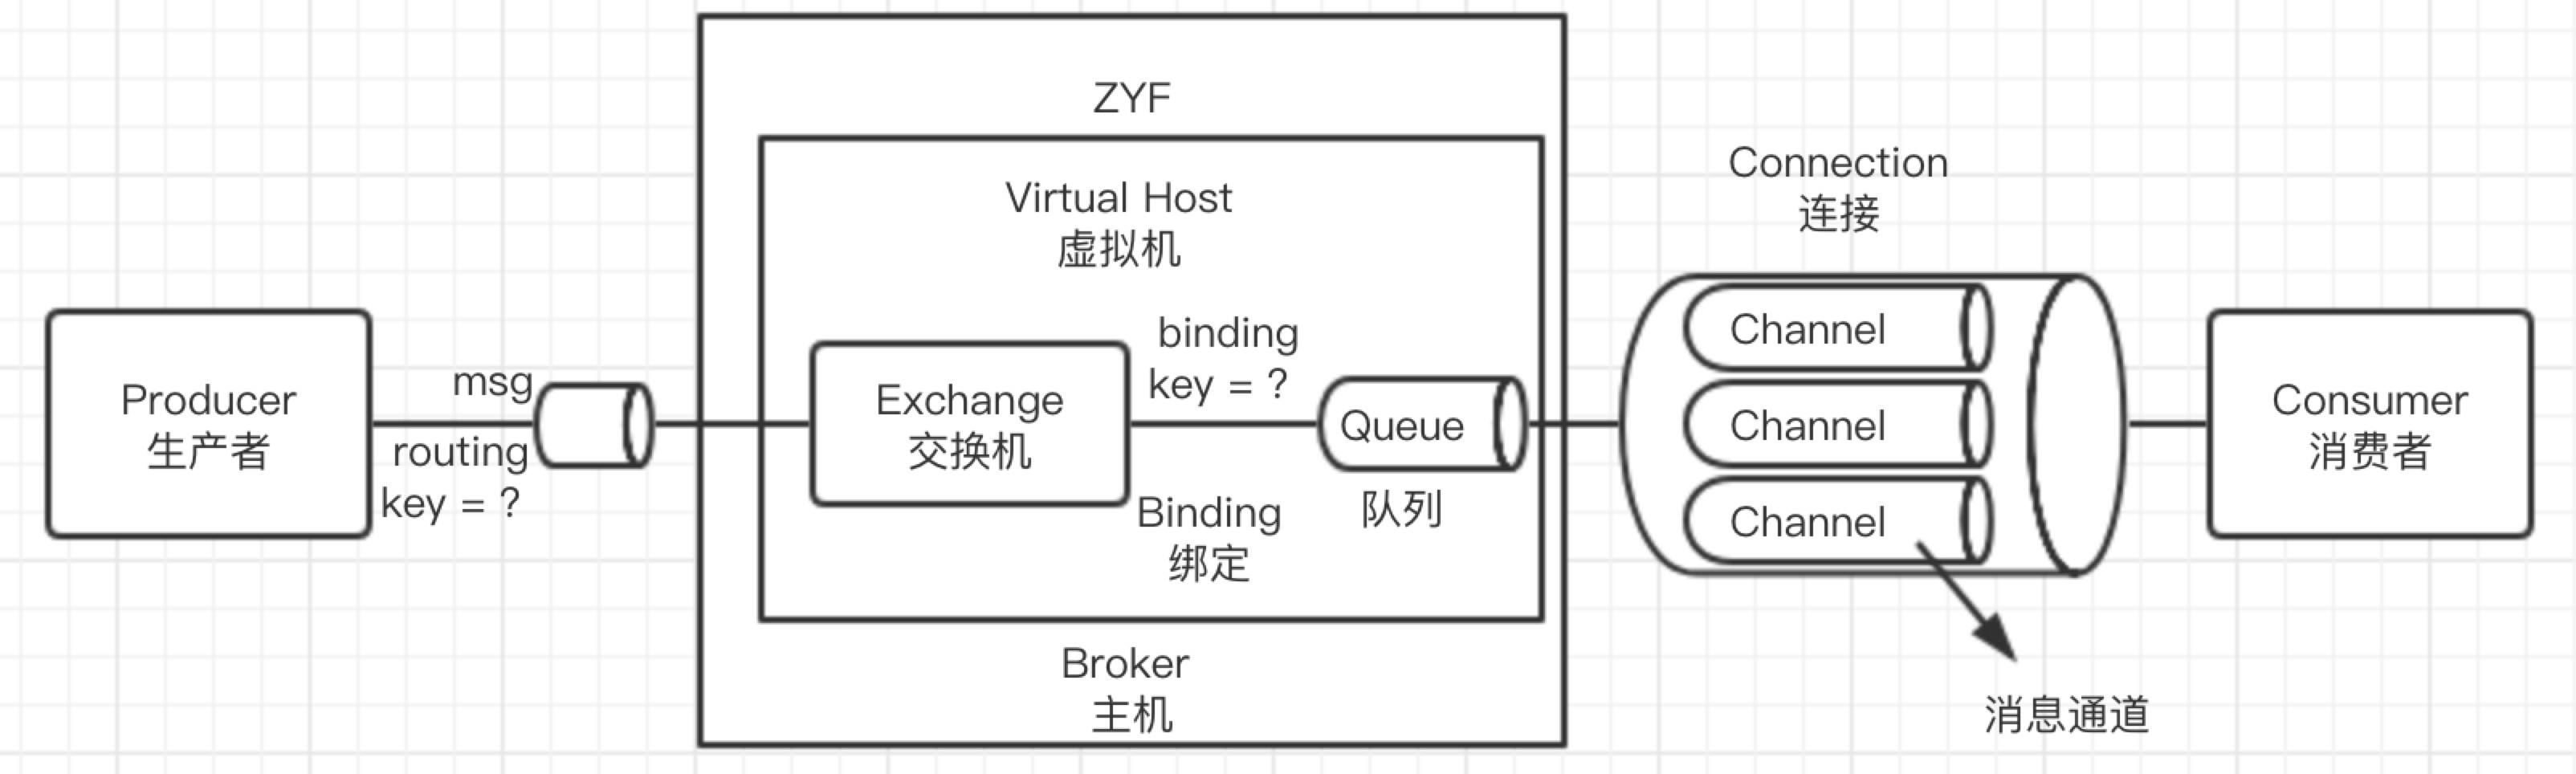 Producer
生产者
msg
routing
key = ?
ZYF
Virtual Host
虚拟机
Exchange
交换机
binding
key = ?
Binding
绑定
Queue
队列
Broker
主机
Connection
连接
Channel
Channel
Channel
消息通道
Consumer
消费者